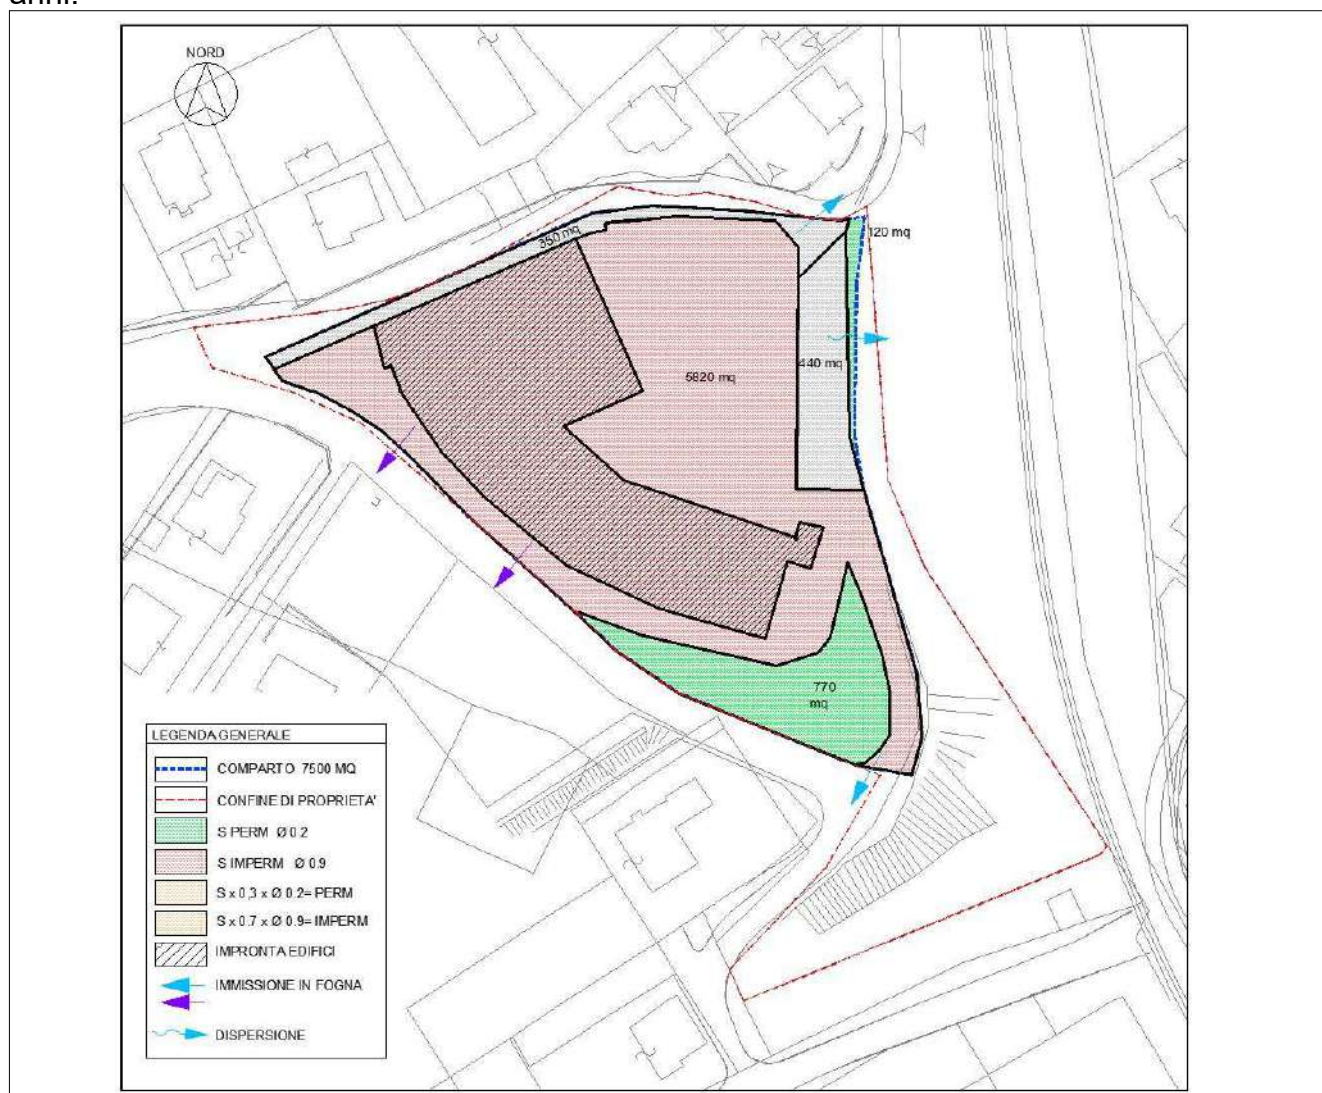 anni.
NORD
350 mq
120 mq
5820 mq
440 mq
770
mq
LEGENDA GENERALE
COMPARTO 7500 MQ
CONFINE DI PROPRIETA'
S PERM Ø 0.2
S IMPERM Ø 0.9
S x 0,3 x Ø 0.2= PERM
S x 0.7 x Ø 0.9= IMPERM
IMPRONTA EDIFICI
IMMISSIONE IN FOGNA
DISPERSIONE